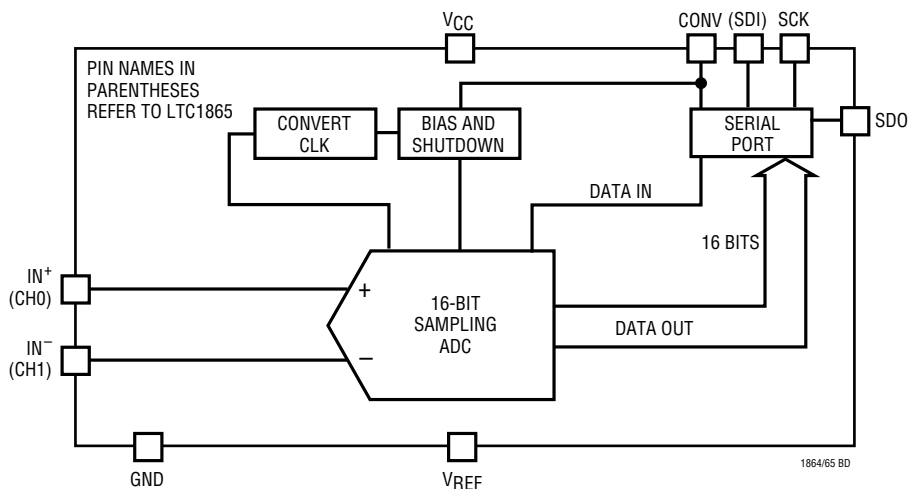 VCC
CONV (SDI) SCK
PIN NAMES IN
PARENTHESES
REFER TO LTC1865
CONVERT
CLK
BIAS AND
SHUTDOWN
SERIAL
PORT
SDO
DATA IN
16 BITS
IN+
(CH0)
+
16-BIT
SAMPLING
ADC
DATA OUT
IN−
(CH1)
−
GND
VREF
1864/65 BD